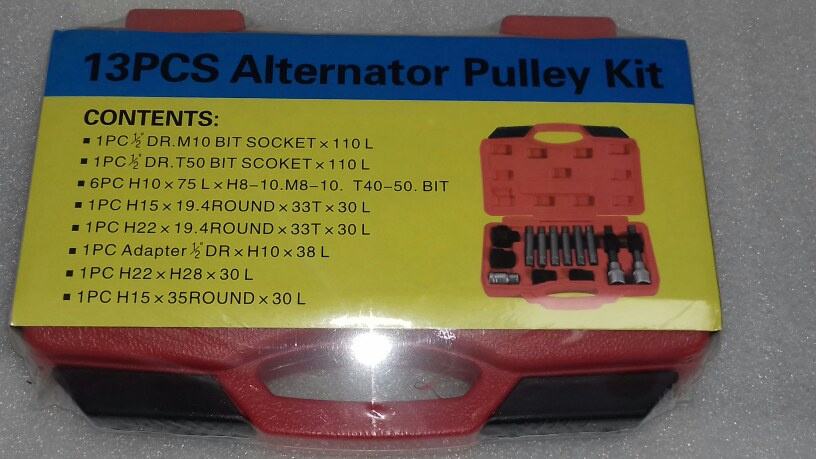 13PCS Alternator Pulley Kit
CONTENTS:
▪ 1PC ½" DR.M10 BIT SOCKET × 110 L
▪ 1PC ½" DR.T50 BIT SCOKET × 110 L
▪ 6PC H10 × 75 L × H8-10.M8-10. T40-50. BIT
▪ 1PC H15 × 19.4ROUND × 33T × 30 L
▪ 1PC H22 × 19.4ROUND × 33T × 30 L
▪ 1PC Adapter ½" DR × H10 × 38 L
▪ 1PC H22 × H28 × 30 L
▪ 1PC H15 × 35ROUND × 30 L